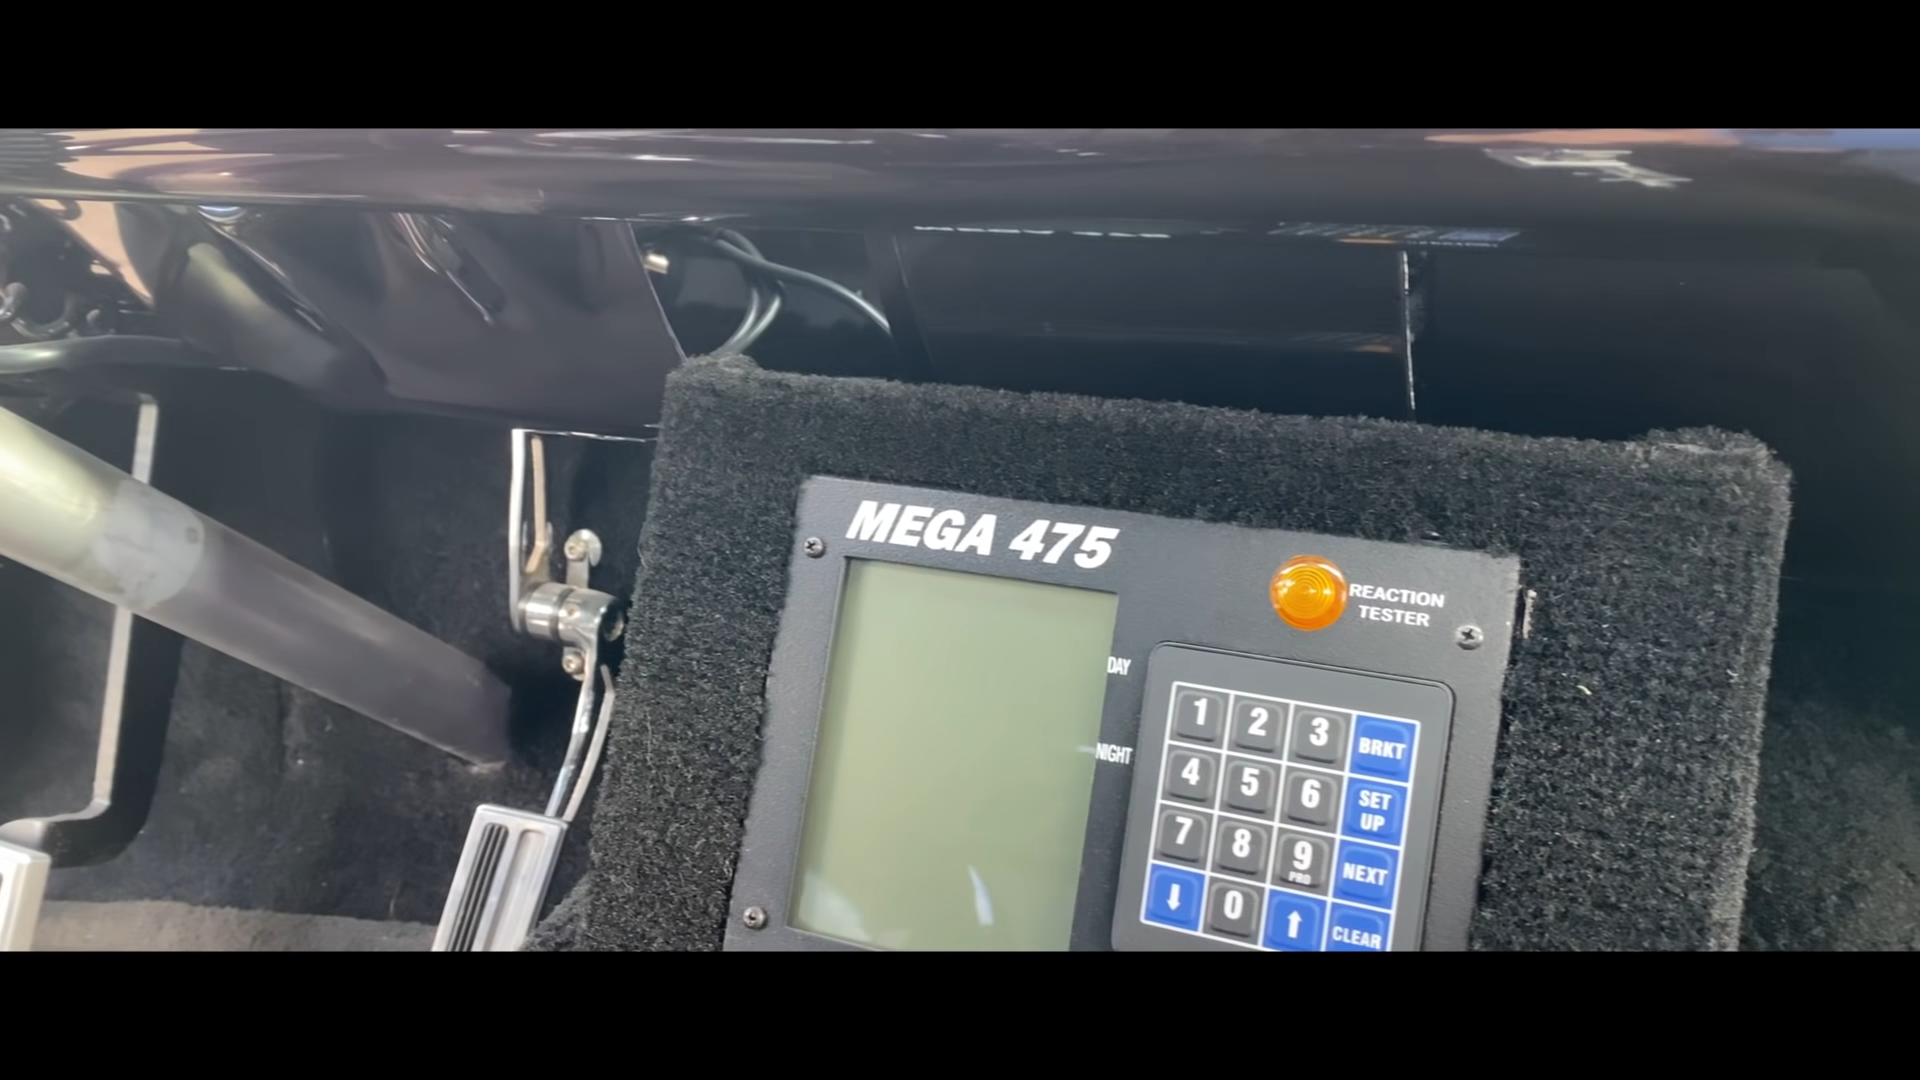 MEGA 475
REACTION
TESTER
DAY
NIGHT
1 2 3 BRKT
4 5 6 SET UP
7 8 9 PRO NEXT
↓ 0 ↑ CLEAR